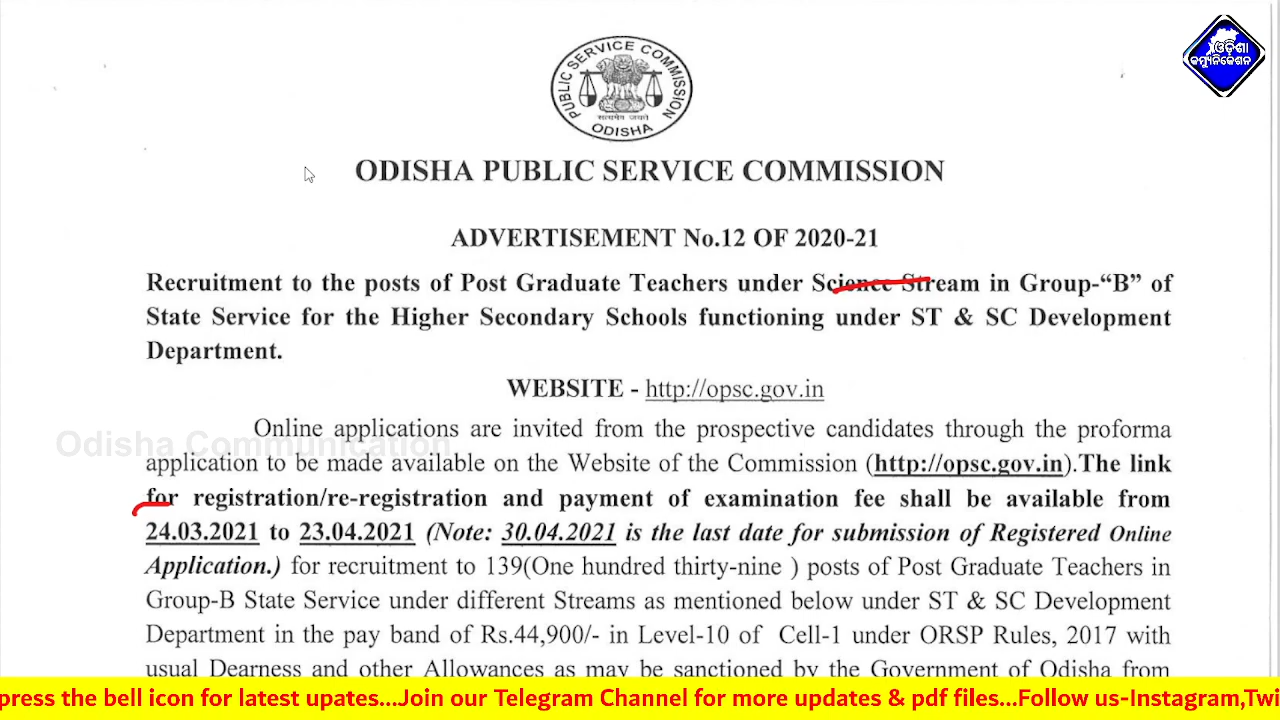 ଓଡ଼ିଶା
କମ୍ୟୁନିକେଶନ
PUBLIC SERVICE COMMISSION
सत्यमेव जयते
ODISHA
ODISHA PUBLIC SERVICE COMMISSION
ADVERTISEMENT No.12 OF 2020-21
Recruitment to the posts of Post Graduate Teachers under Science Stream in Group-“B” of
State Service for the Higher Secondary Schools functioning under ST & SC Development
Department.
WEBSITE - http://opsc.gov.in
Online applications are invited from the prospective candidates through the proforma
Odisha Communication
application to be made available on the Website of the Commission (http://opsc.gov.in).The link
for registration/re-registration and payment of examination fee shall be available from
24.03.2021 to 23.04.2021 (Note: 30.04.2021 is the last date for submission of Registered Online
Application.) for recruitment to 139(One hundred thirty-nine ) posts of Post Graduate Teachers in
Group-B State Service under different Streams as mentioned below under ST & SC Development
Department in the pay band of Rs.44,900/- in Level-10 of Cell-1 under ORSP Rules, 2017 with
usual Dearness and other Allowances as may be sanctioned by the Government of Odisha from
press the bell icon for latest upates...Join our Telegram Channel for more updates & pdf files...Follow us-Instagram,Twi